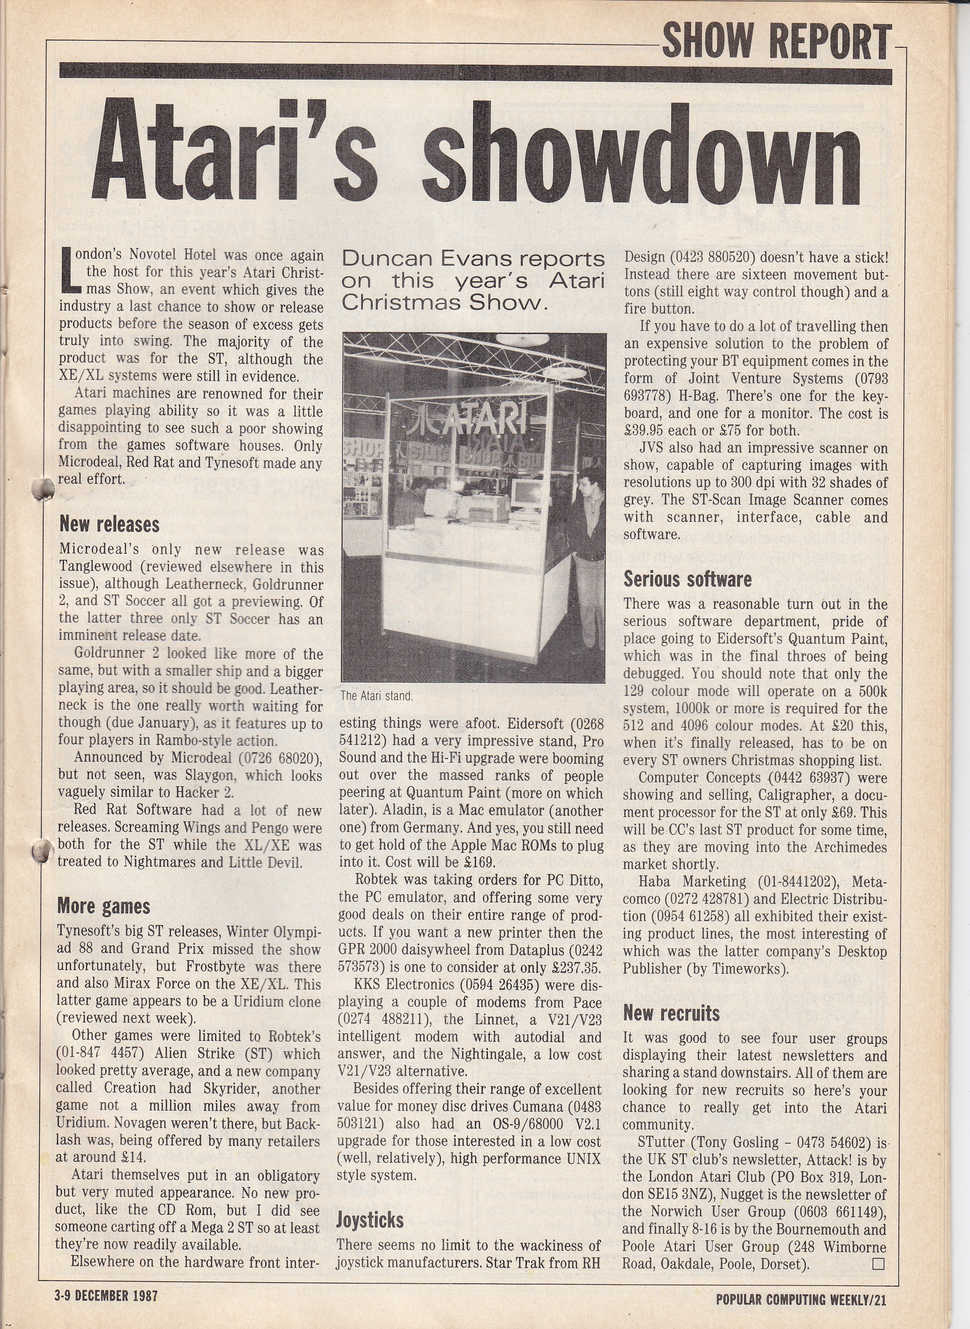 SHOW REPORT
Atari's showdown
London's Novotel Hotel was once again
the host for this year's Atari Christ-
mas Show, an event which gives the
industry a last chance to show or release
products before the season of excess gets
truly into swing. The majority of the
product was for the ST, although the
XE/XL systems were still in evidence.
Atari machines are renowned for their
games playing ability so it was a little
disappointing to see such a poor showing
from the games software houses. Only
Microdeal, Red Rat and Tynesoft made any
real effort.
New releases
Microdeal's only new release was
Tanglewood (reviewed elsewhere in this
issue), although Leatherneck, Goldrunner
2, and ST Soccer all got a previewing. Of
the latter three only ST Soccer has an
imminent release date.
Goldrunner 2 looked like more of the
same, but with a smaller ship and a bigger
playing area, so it should be good. Leather-
neck is the one really worth waiting for
though (due January), as it features up to
four players in Rambo-style action.
Announced by Microdeal (0726 68020),
but not seen, was Slaygon, which looks
vaguely similar to Hacker 2.
Red Rat Software had a lot of new
releases. Screaming Wings and Pengo were
both for the ST while the XL/XE was
treated to Nightmares and Little Devil.
More games
Tynesoft's big ST releases, Winter Olympi-
ad 88 and Grand Prix missed the show
unfortunately, but Frostbyte was there
and also Mirax Force on the XE/XL. This
latter game appears to be a Uridium clone
(reviewed next week).
Other games were limited to Robtek's
(01-847 4457) Alien Strike (ST) which
looked pretty average, and a new company
called Creation had Skyrider, another
game not a million miles away from
Uridium. Novagen weren't there, but Back-
lash was, being offered by many retailers
at around £14.
Atari themselves put in an obligatory
but very muted appearance. No new pro-
duct, like the CD Rom, but I did see
someone carting off a Mega 2 ST so at least
they're now readily available.
Elsewhere on the hardware front inter-
Duncan Evans reports
on this year's Atari
Christmas Show.
ATARI
SHOP
The Atari stand.
esting things were afoot. Eidersoft (0268
541212) had a very impressive stand, Pro
Sound and the Hi-Fi upgrade were booming
out over the massed ranks of people
peering at Quantum Paint (more on which
later). Aladin, is a Mac emulator (another
one) from Germany. And yes, you still need
to get hold of the Apple Mac ROMs to plug
into it. Cost will be £169.
Robtek was taking orders for PC Ditto,
the PC emulator, and offering some very
good deals on their entire range of prod-
ucts. If you want a new printer then the
GPR 2000 daisywheel from Dataplus (0242
573573) is one to consider at only £237.35.
KKS Electronics (0594 26435) were dis-
playing a couple of modems from Pace
(0274 488211), the Linnet, a V21/V23
intelligent modem with autodial and
answer, and the Nightingale, a low cost
V21/V23 alternative.
Besides offering their range of excellent
value for money disc drives Cumana (0483
503121) also had an OS-9/68000 V2.1
upgrade for those interested in a low cost
(well, relatively), high performance UNIX
style system.
Joysticks
There seems no limit to the wackiness of
joystick manufacturers. Star Trak from RH
Design (0423 880520) doesn't have a stick!
Instead there are sixteen movement but-
tons (still eight way control though) and a
fire button.
If you have to do a lot of travelling then
an expensive solution to the problem of
protecting your BT equipment comes in the
form of Joint Venture Systems (0793
693778) H-Bag. There's one for the key-
board, and one for a monitor. The cost is
£39.95 each or £75 for both.
JVS also had an impressive scanner on
show, capable of capturing images with
resolutions up to 300 dpi with 32 shades of
grey. The ST-Scan Image Scanner comes
with scanner, interface, cable and
software.
Serious software
There was a reasonable turn out in the
serious software department, pride of
place going to Eidersoft's Quantum Paint,
which was in the final throes of being
debugged. You should note that only the
129 colour mode will operate on a 500k
system, 1000k or more is required for the
512 and 4096 colour modes. At £20 this,
when it's finally released, has to be on
every ST owners Christmas shopping list.
Computer Concepts (0442 63937) were
showing and selling, Caligrapher, a docu-
ment processor for the ST at only £69. This
will be CC's last ST product for some time,
as they are moving into the Archimedes
market shortly.
Haba Marketing (01-8441202), Meta-
comco (0272 428781) and Electric Distribu-
tion (0954 61258) all exhibited their exist-
ing product lines, the most interesting of
which was the latter company's Desktop
Publisher (by Timeworks).
New recruits
It was good to see four user groups
displaying their latest newsletters and
sharing a stand downstairs. All of them are
looking for new recruits so here's your
chance to really get into the Atari
community.
STutter (Tony Gosling – 0473 54602) is
the UK ST club's newsletter, Attack! is by
the London Atari Club (PO Box 319, Lon-
don SE15 3NZ), Nugget is the newsletter of
the Norwich User Group (0603 661149),
and finally 8-16 is by the Bournemouth and
Poole Atari User Group (248 Wimborne
Road, Oakdale, Poole, Dorset).
3-9 DECEMBER 1987
POPULAR COMPUTING WEEKLY/21